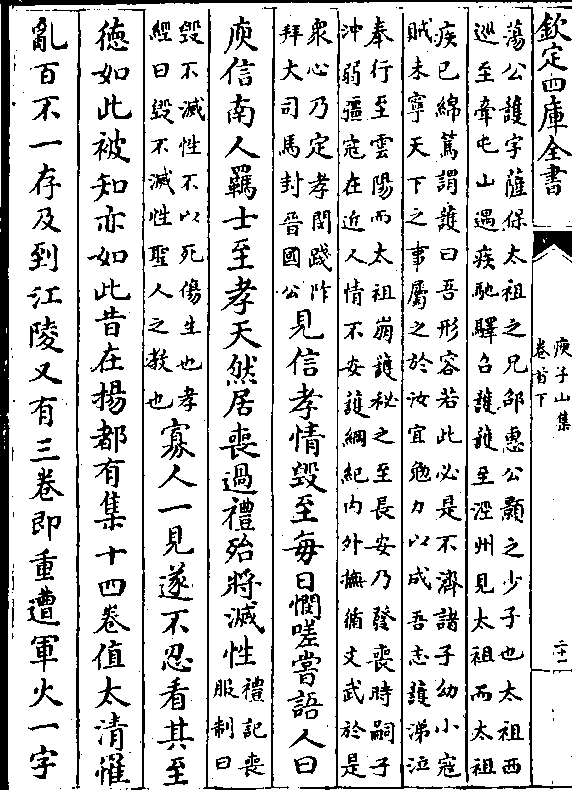 欽定四庫全書
庾子山集
卷首下
二十一
蕩公護字薩保太祖之兄邵惠公顥之少子也太祖西
巡至牽屯山遇疾馳驛召護護至涇州見太祖而太祖
疾已綿篤謂護曰吾形容若此必是不濟諸子幼小寇
賊未寧天下之事屬之於汝宜勉力以成吾志護涕泣
奉行至雲陽而太祖崩護秘之至長安乃發喪時嗣子
沖弱彊寇在近人情不安護綱紀内外撫循文武於是
衆心乃定孝閔踐阼
拜大司馬封晉國公見信孝情毀至每日憫嗟嘗語人曰
庾信南人羈士至孝天然居喪過禮殆將滅性禮記喪
服制曰
毀不滅性不以死傷生也孝
經曰毀不滅性聖人之教也寡人一見遂不忍看其至
德如此被知亦如此昔在揚都有集十四卷值太清罹
亂百不一存及到江陵又有三卷即重遭軍火一字